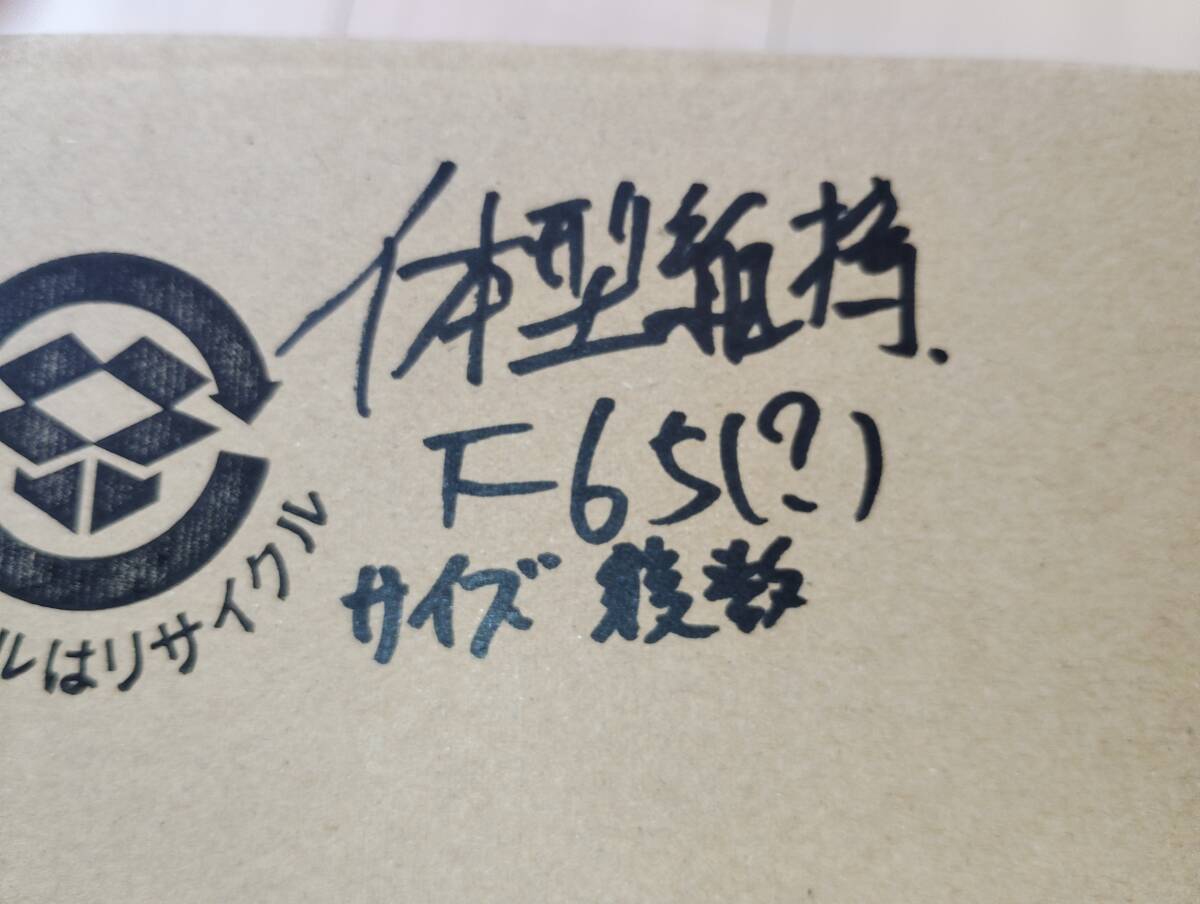 体型維持.
F65(?)
サイズ 複数
ルはリサイクル